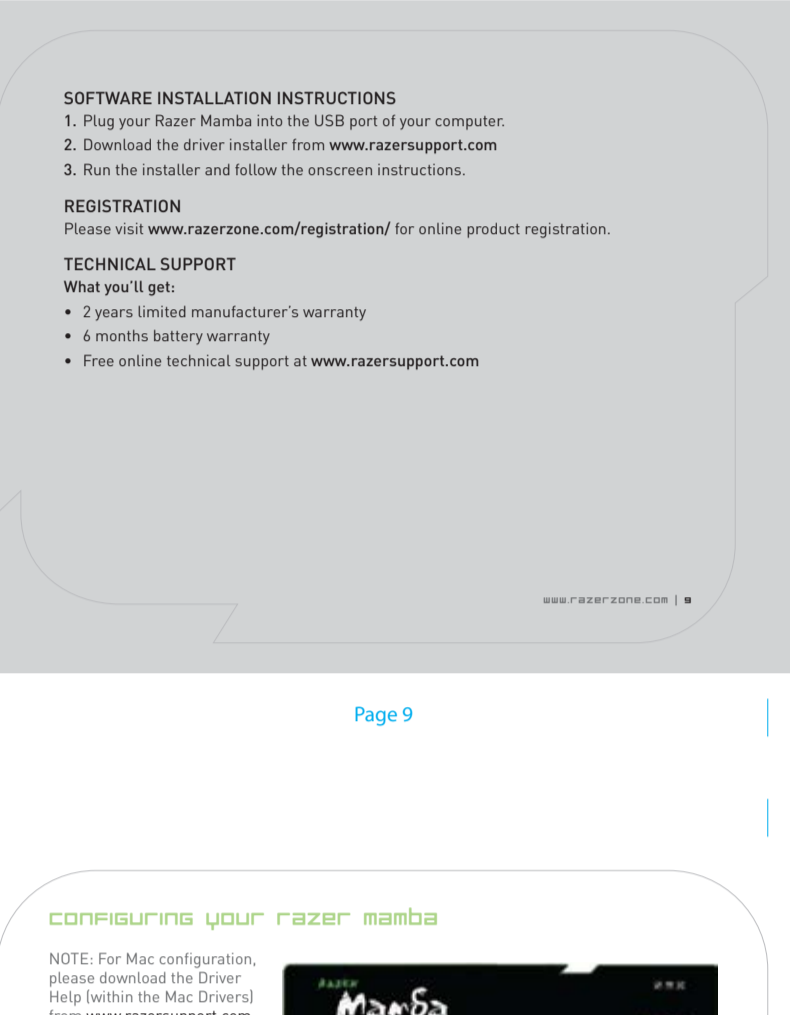 SOFTWARE INSTALLATION INSTRUCTIONS
1. Plug your Razer Mamba into the USB port of your computer.
2. Download the driver installer from www.razersupport.com
3. Run the installer and follow the onscreen instructions.
REGISTRATION
Please visit www.razerzone.com/registration/ for online product registration.
TECHNICAL SUPPORT
What you'll get:
• 2 years limited manufacturer's warranty
• 6 months battery warranty
• Free online technical support at www.razersupport.com
www.razerzone.com | 9
Page 9
configuring your razer mamba
NOTE: For Mac configuration,
please download the Driver
Help (within the Mac Drivers)
from www.razersupport.com
RAZER
Mamba